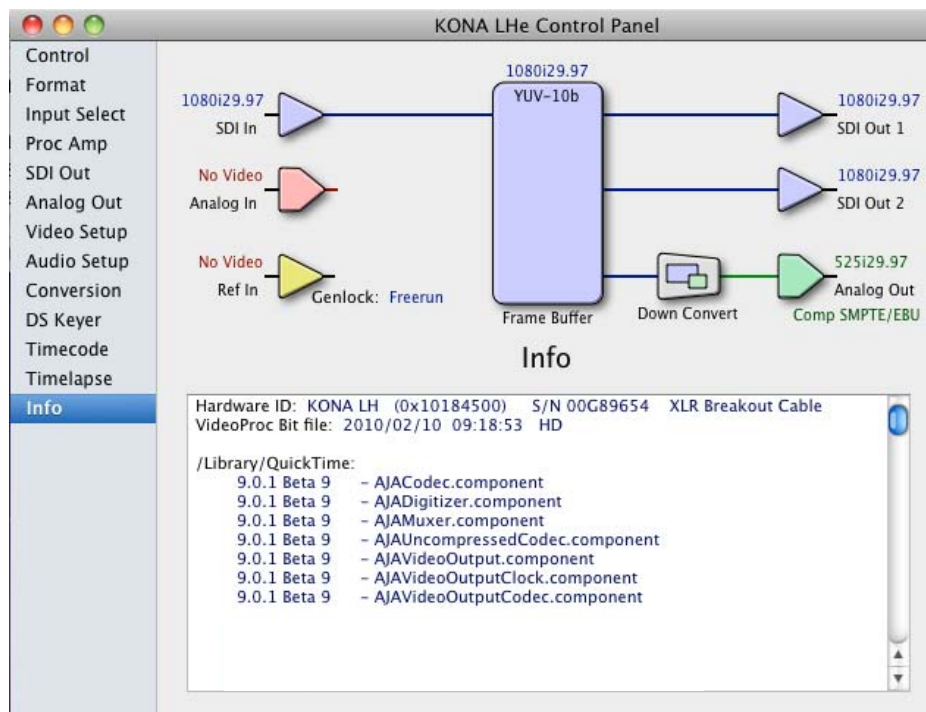 KONA LHe Control Panel
Control
Format
Input Select
Proc Amp
SDI Out
Analog Out
Video Setup
Audio Setup
Conversion
DS Keyer
Timecode
Timelapse
Info
1080i29.97
SDI In
No Video
Analog In
No Video
Ref In
Genlock: Freerun
1080i29.97
YUV-10b
Frame Buffer
1080i29.97
SDI Out 1
1080i29.97
SDI Out 2
Down Convert
525i29.97
Analog Out
Comp SMPTE/EBU
Info
Hardware ID: KONA LH (0x10184500) S/N 00G89654 XLR Breakout Cable
VideoProc Bit file: 2010/02/10 09:18:53 HD
/Library/QuickTime:
9.0.1 Beta 9 - AJACodec.component
9.0.1 Beta 9 - AJADigitizer.component
9.0.1 Beta 9 - AJAMuxer.component
9.0.1 Beta 9 - AJAUncompressedCodec.component
9.0.1 Beta 9 - AJAVideoOutput.component
9.0.1 Beta 9 - AJAVideoOutputClock.component
9.0.1 Beta 9 - AJAVideoOutputCodec.component